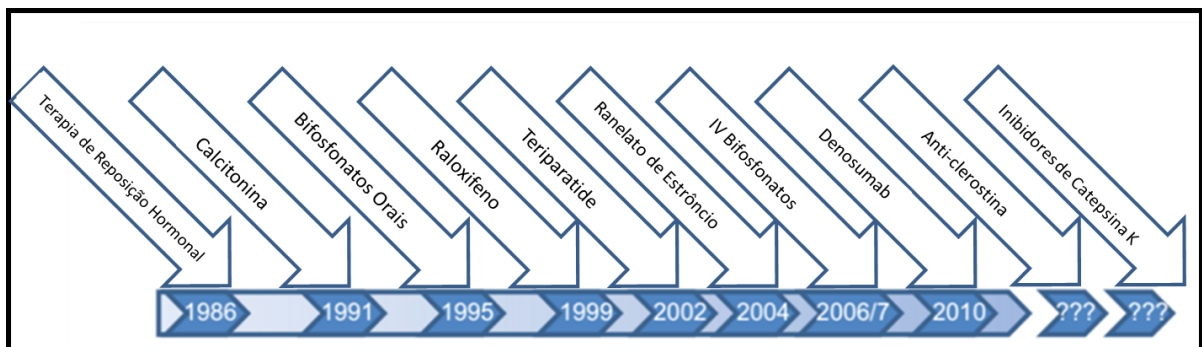 Terapia de Reposição Hormonal
Calcitonina
Bifosfonatos Orais
Raloxifeno
Teriparatide
Ranelato de Estrôncio
IV Bifosfonatos
Denosumab
Anti-clerostina
Inibidores de Catepsina K
1986
1991
1995
1999
2002
2004
2006/7
2010
???
???